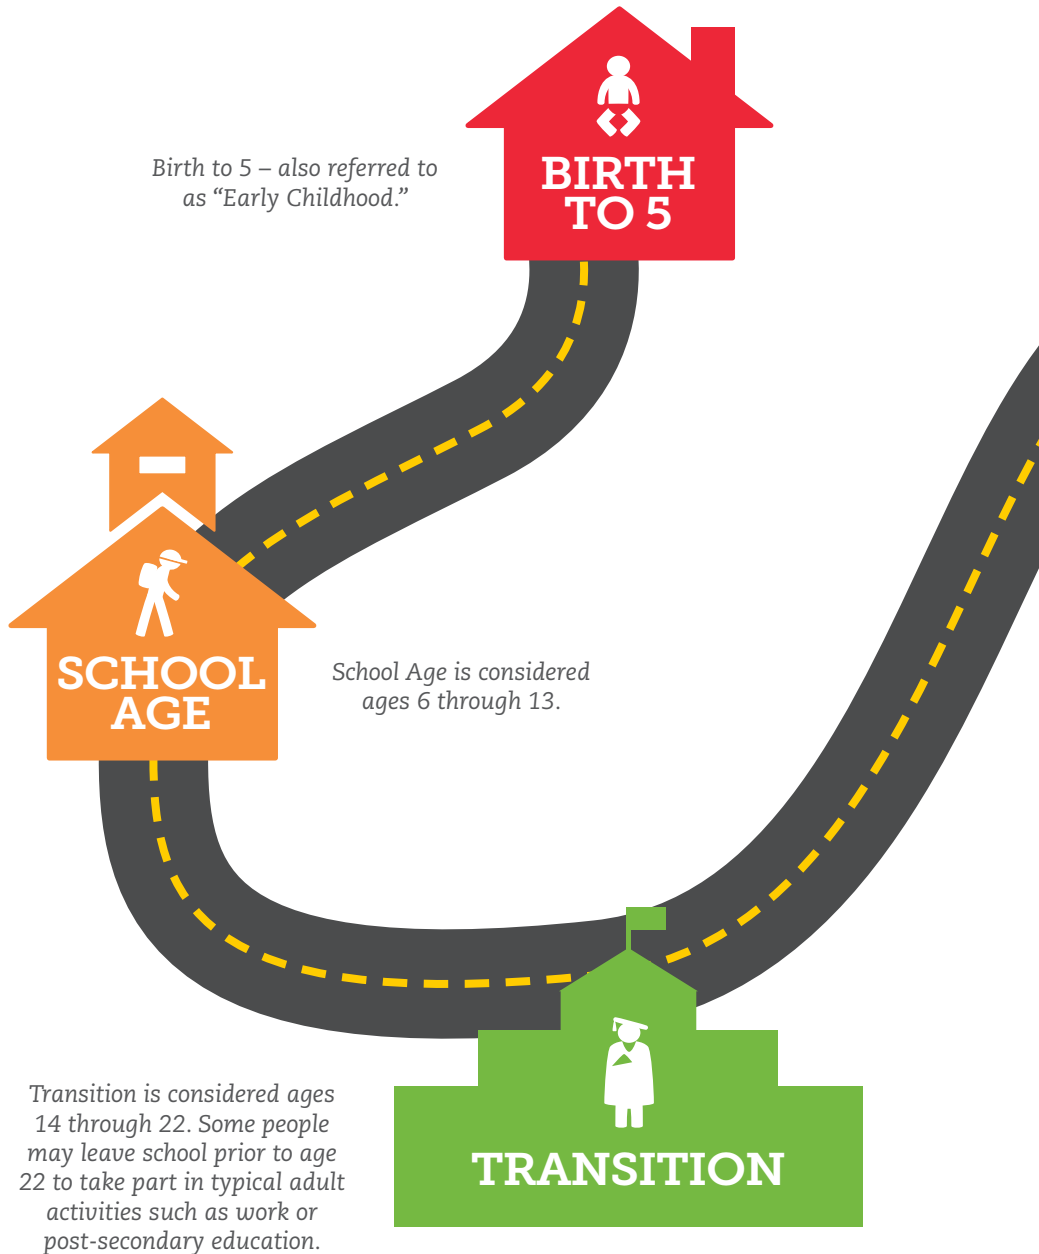 BIRTH
TO 5
Birth to 5 – also referred to
as “Early Childhood.”
SCHOOL
AGE
School Age is considered
ages 6 through 13.
TRANSITION
Transition is considered ages
14 through 22. Some people
may leave school prior to age
22 to take part in typical adult
activities such as work or
post-secondary education.